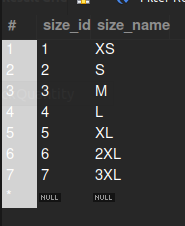 # size_id size_name
1 1 XS
2 2 S
3 3 M
4 4 L
5 5 XL
6 6 2XL
7 7 3XL
* NULL NULL